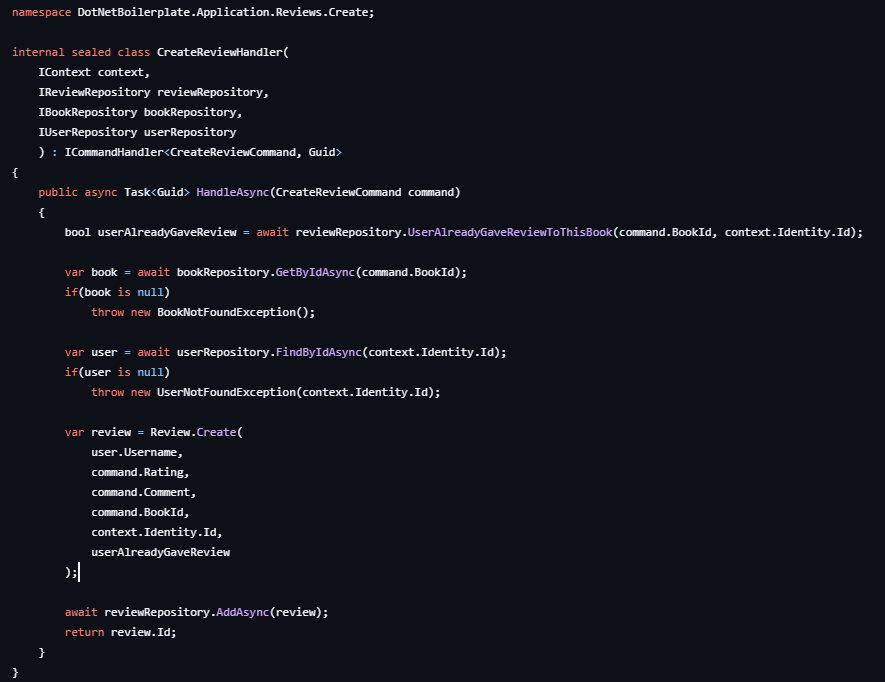 namespace DotNetBoilerplate.Application.Reviews.Create;

internal sealed class CreateReviewHandler(
    IContext context,
    IReviewRepository reviewRepository,
    IBookRepository bookRepository,
    IUserRepository userRepository
    ) : ICommandHandler<CreateReviewCommand, Guid>
{
    public async Task<Guid> HandleAsync(CreateReviewCommand command)
    {
        bool userAlreadyGaveReview = await reviewRepository.UserAlreadyGaveReviewToThisBook(command.BookId, context.Identity.Id);

        var book = await bookRepository.GetByIdAsync(command.BookId);
        if(book is null)
            throw new BookNotFoundException();

        var user = await userRepository.FindByIdAsync(context.Identity.Id);
        if(user is null)
            throw new UserNotFoundException(context.Identity.Id);

        var review = Review.Create(
            user.Username,
            command.Rating,
            command.Comment,
            command.BookId,
            context.Identity.Id,
            userAlreadyGaveReview
        );

        await reviewRepository.AddAsync(review);
        return review.Id;
    }
}